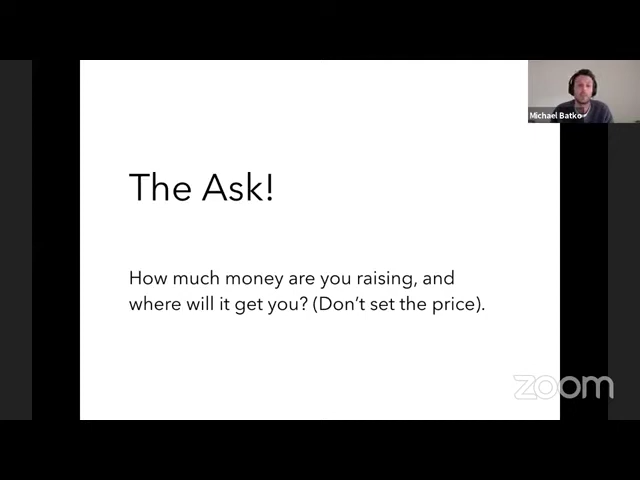 Michael Batko
The Ask!
How much money are you raising, and
where will it get you? (Don't set the price).
zoom